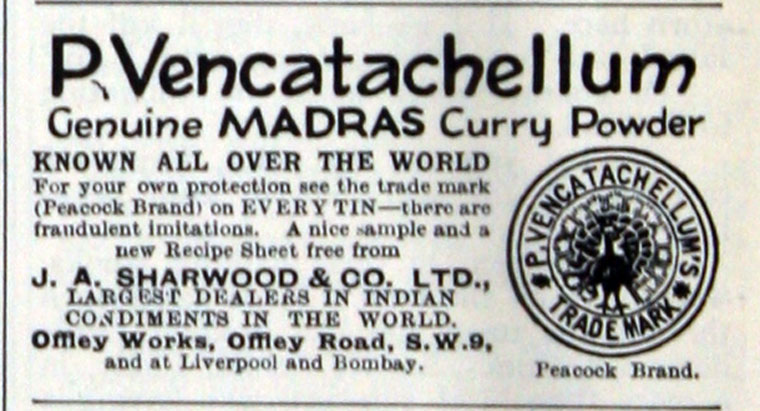 P. Vencatachellum
Genuine MADRAS Curry Powder
KNOWN ALL OVER THE WORLD
For your own protection see the trade mark
(Peacock Brand) on EVERY TIN—there are
fraudulent imitations. A nice sample and a
new Recipe Sheet free from
J. A. SHARWOOD & CO. LTD.,
LARGEST DEALERS IN INDIAN
CONDIMENTS IN THE WORLD.
Offley Works, Offley Road, S.W.9,
and at Liverpool and Bombay.
P. VENCATACHELLUM'S
TRADE MARK
Peacock Brand.